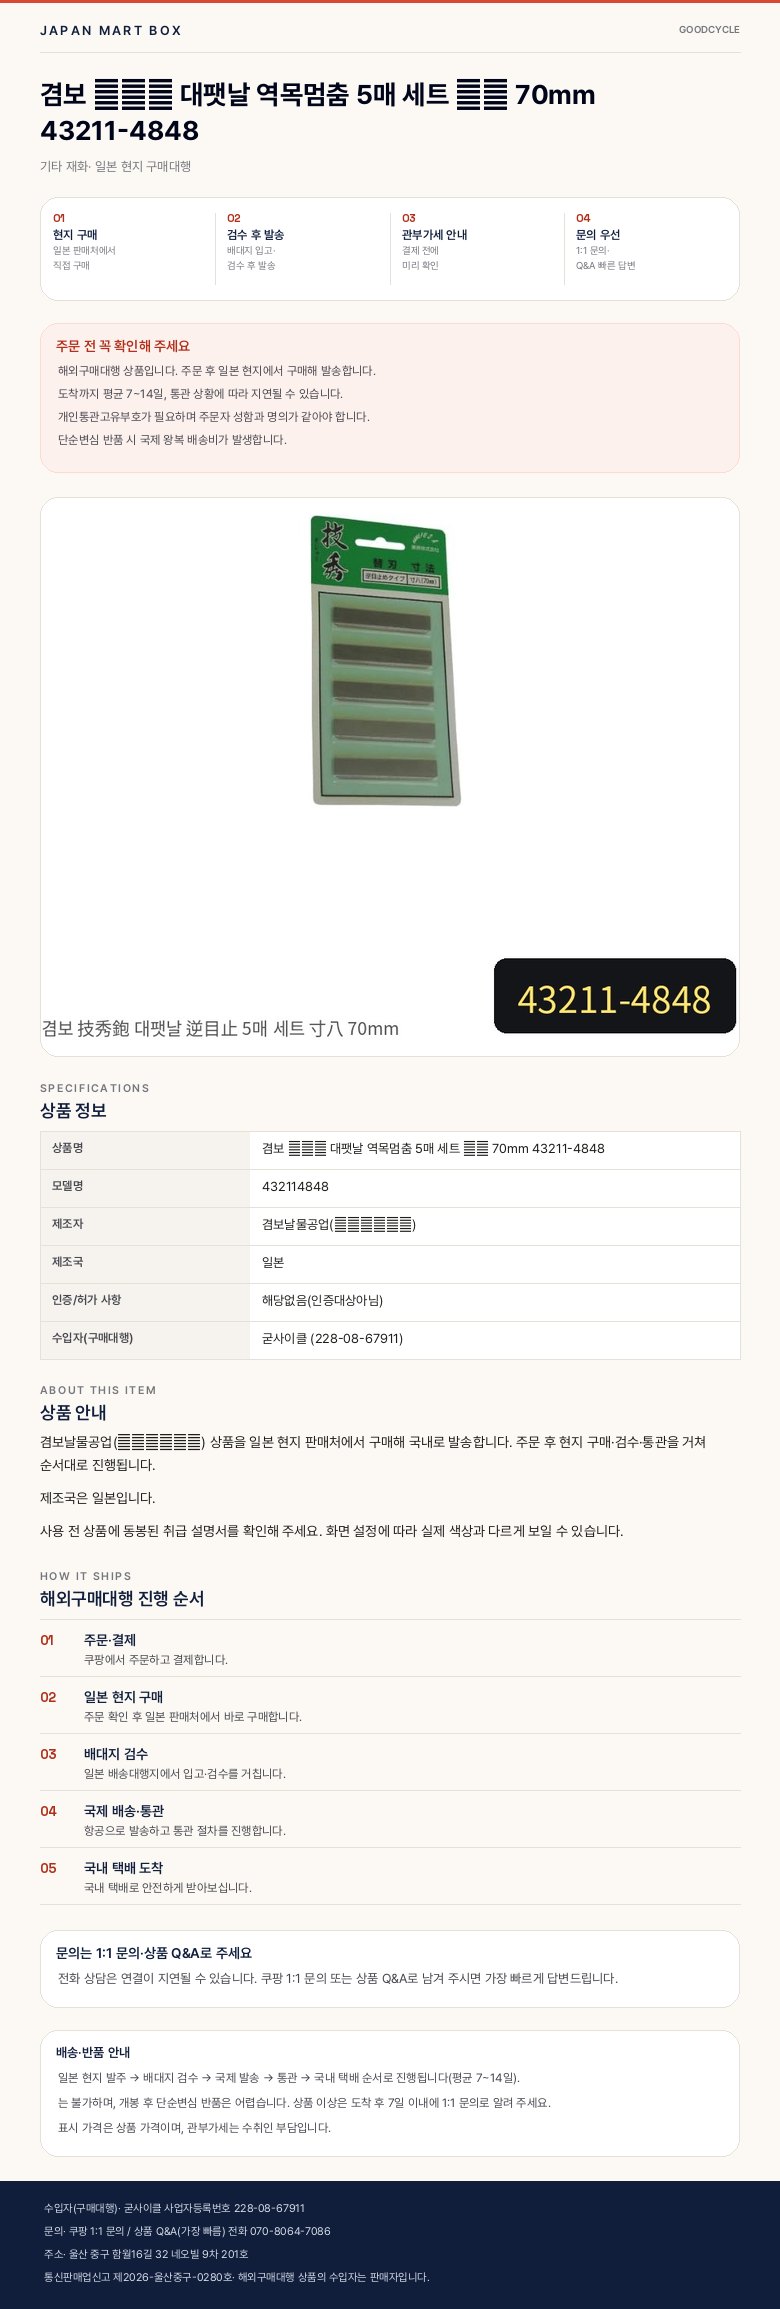 JAPAN MART BOX
GOODCYCLE
겸보 대팻날 역목멈춤 5매 세트 70mm
43211-4848
기타 재화· 일본 현지 구매대행
01
현지 구매
일본 판매처에서
직접 구매
02
검수 후 발송
배대지 입고·
검수 후 발송
03
관부가세 안내
결제 전에
미리 확인
04
문의 우선
1:1 문의·
Q&A 빠른 답변
주문 전 꼭 확인해 주세요
해외구매대행 상품입니다. 주문 후 일본 현지에서 구매해 발송합니다.
도착까지 평균 7~14일, 통관 상황에 따라 지연될 수 있습니다.
개인통관고유부호가 필요하며 주문자 성함과 명의가 같아야 합니다.
단순변심 반품 시 국제 왕복 배송비가 발생합니다.
技秀
替刃 寸法
逆目止めタイプ 寸八(70mm)
43211-4848
겸보 技秀鉋 대팻날 逆目止 5매 세트 寸八 70mm
SPECIFICATIONS
상품 정보
상품명 겸보 대팻날 역목멈춤 5매 세트 70mm 43211-4848
모델명 432114848
제조자 겸보날물공업( )
제조국 일본
인증/허가 사항 해당없음(인증대상아님)
수입자(구매대행) 굳사이클 (228-08-67911)
ABOUT THIS ITEM
상품 안내
겸보날물공업( ) 상품을 일본 현지 판매처에서 구매해 국내로 발송합니다. 주문 후 현지 구매·검수·통관을 거쳐
순서대로 진행됩니다.
제조국은 일본입니다.
사용 전 상품에 동봉된 취급 설명서를 확인해 주세요. 화면 설정에 따라 실제 색상과 다르게 보일 수 있습니다.
HOW IT SHIPS
해외구매대행 진행 순서
01 주문·결제
쿠팡에서 주문하고 결제합니다.
02 일본 현지 구매
주문 확인 후 일본 판매처에서 바로 구매합니다.
03 배대지 검수
일본 배송대행지에서 입고·검수를 거칩니다.
04 국제 배송·통관
항공으로 발송하고 통관 절차를 진행합니다.
05 국내 택배 도착
국내 택배로 안전하게 받아보십니다.
문의는 1:1 문의·상품 Q&A로 주세요
전화 상담은 연결이 지연될 수 있습니다. 쿠팡 1:1 문의 또는 상품 Q&A로 남겨 주시면 가장 빠르게 답변드립니다.
배송·반품 안내
일본 현지 발주 → 배대지 검수 → 국제 발송 → 통관 → 국내 택배 순서로 진행됩니다(평균 7~14일).
는 불가하며, 개봉 후 단순변심 반품은 어렵습니다. 상품 이상은 도착 후 7일 이내에 1:1 문의로 알려 주세요.
표시 가격은 상품 가격이며, 관부가세는 수취인 부담입니다.
수입자(구매대행)· 굳사이클 사업자등록번호 228-08-67911
문의· 쿠팡 1:1 문의 / 상품 Q&A(가장 빠름) 전화 070-8064-7086
주소· 울산 중구 함월16길 32 네오빌 9차 201호
통신판매업신고 제2026-울산중구-0280호· 해외구매대행 상품의 수입자는 판매자입니다.